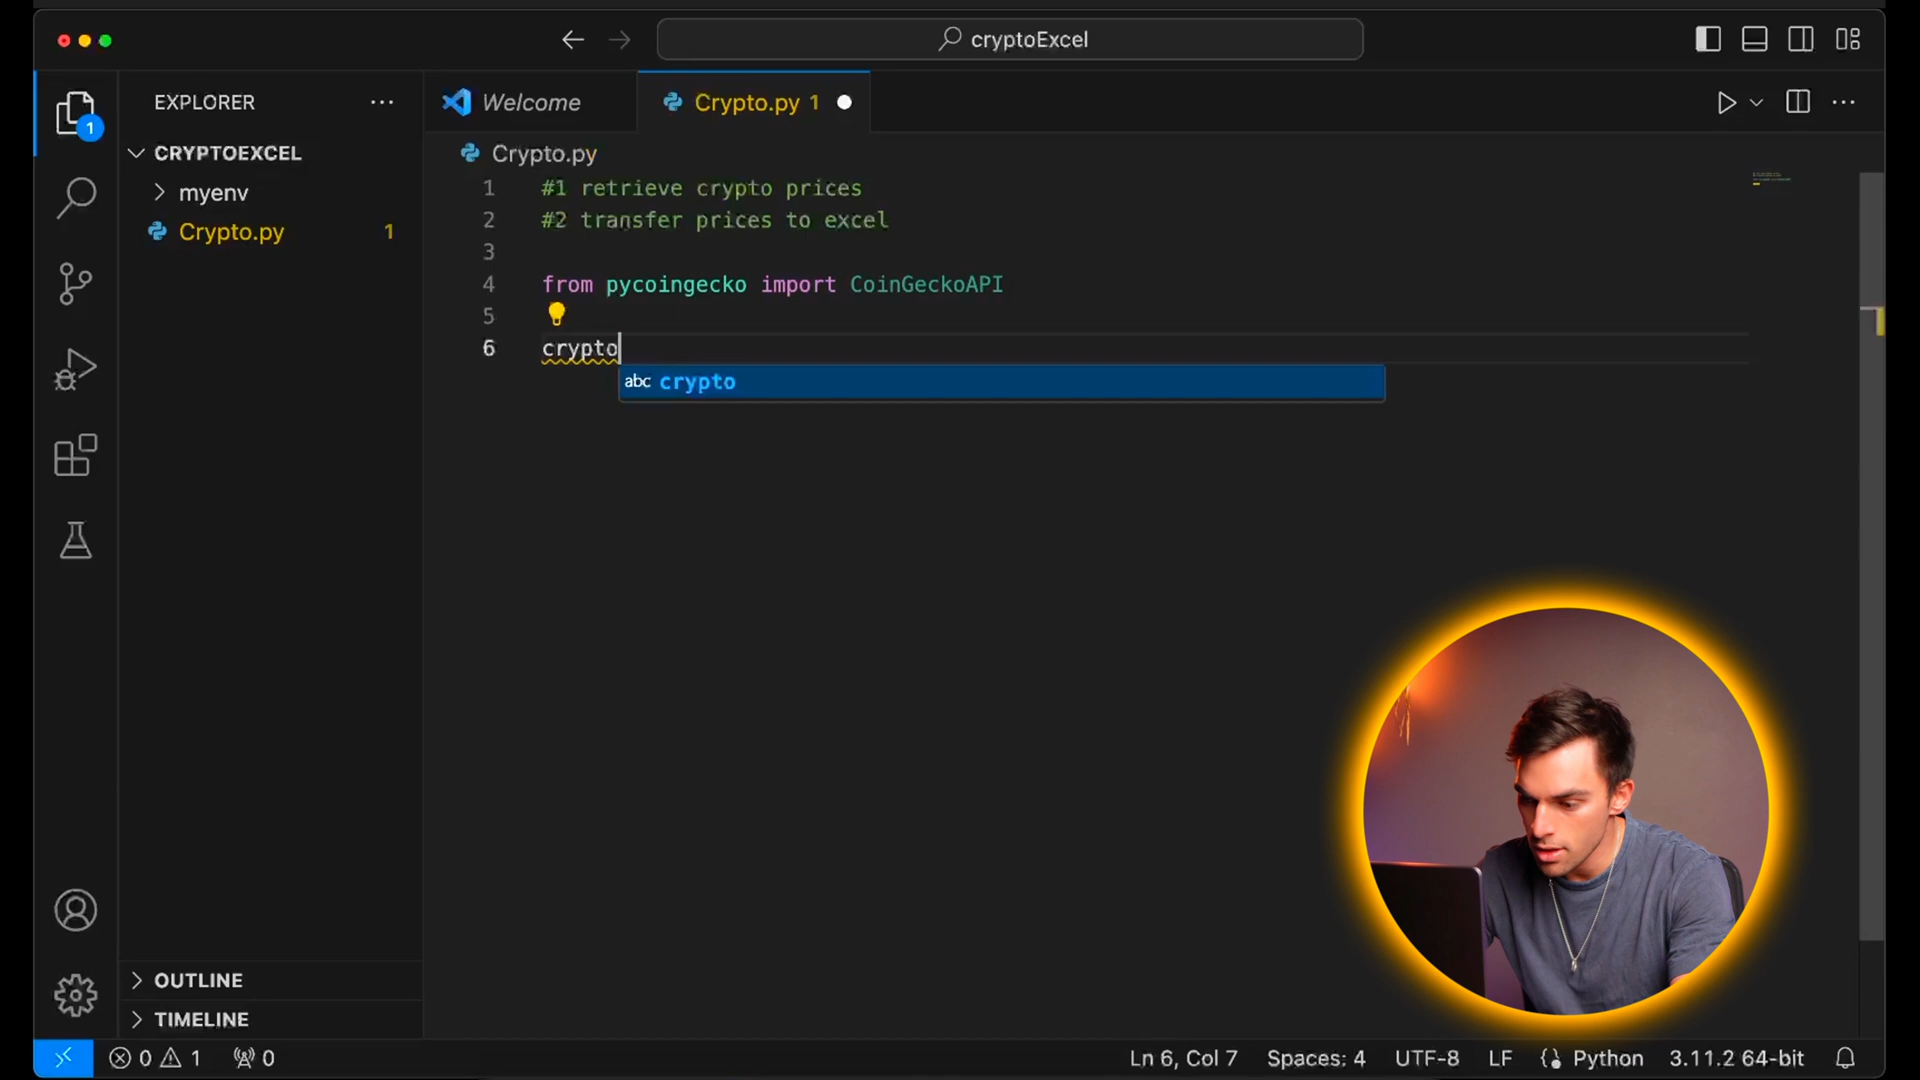 cryptoExcel
EXPLORER
Welcome
Crypto.py 1
CRYPTOEXCEL
myenv
Crypto.py 1
1
Crypto.py
1 #1 retrieve crypto prices
2 #2 transfer prices to excel
3
4 from pycoingecko import CoinGeckoAPI
5
6 crypto
abc crypto
OUTLINE
TIMELINE
0 1 0
Ln 6, Col 7 Spaces: 4 UTF-8 LF Python 3.11.2 64-bit